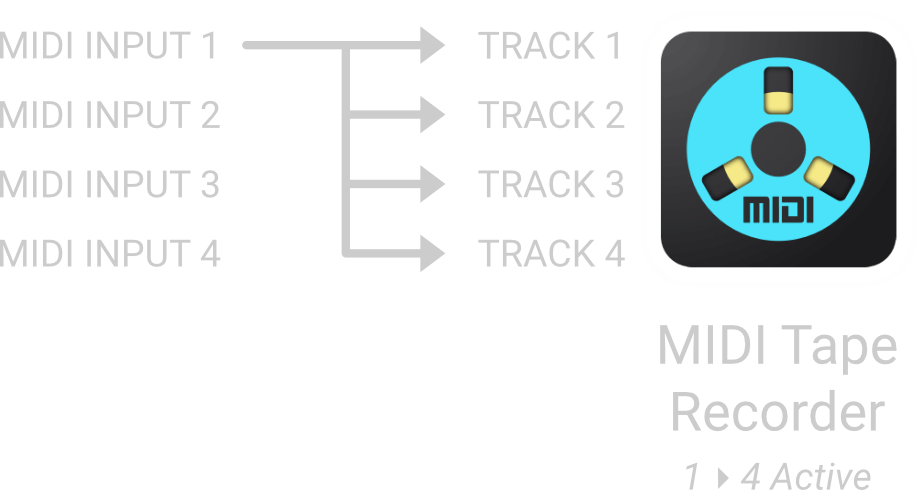 MIDI INPUT 1 TRACK 1
MIDI INPUT 2 TRACK 2
MIDI INPUT 3 TRACK 3
MIDI INPUT 4 TRACK 4
MIDI
MIDI Tape
Recorder
1 ▸ 4 Active